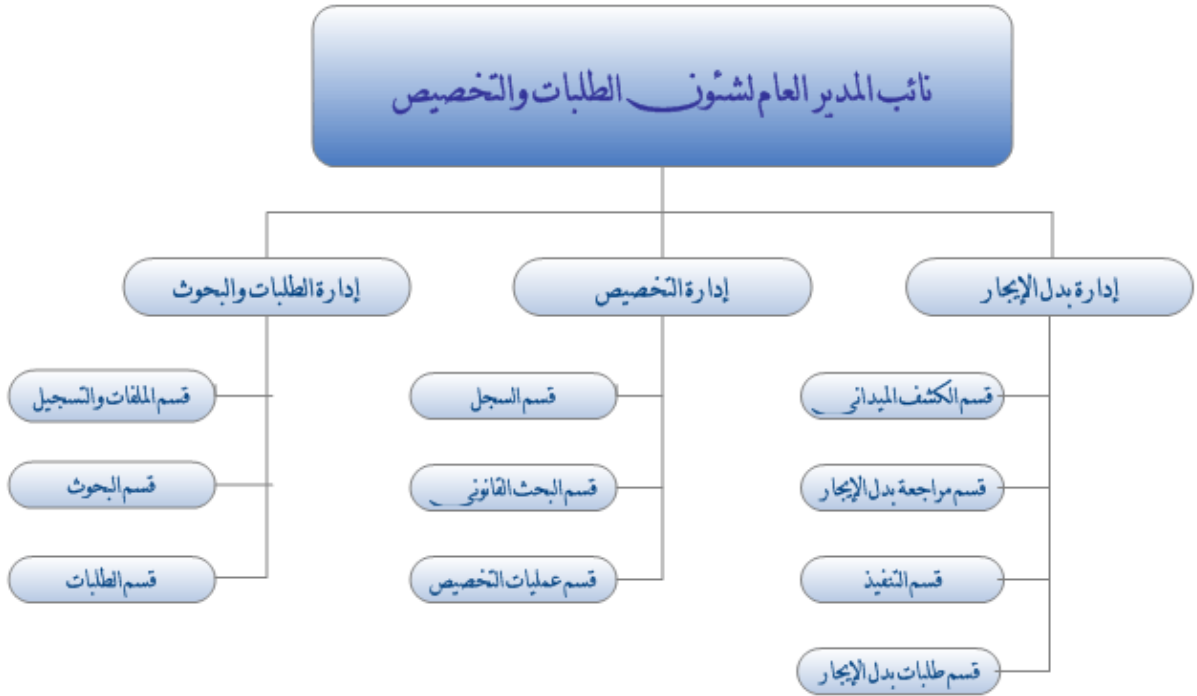 نائب المدير العام لشئون الطلبات والتخصيص
إدارة بدل الإيجار
إدارة التخصيص
إدارة الطلبات والبحوث
قسم الكشف الميداني
قسم السجل
قسم الملفات والتسجيل
قسم مراجعة بدل الإيجار
قسم البحث القانوني
قسم البحوث
قسم التنفيذ
قسم عمليات التخصيص
قسم الطلبات
قسم طلبات بدل الإيجار